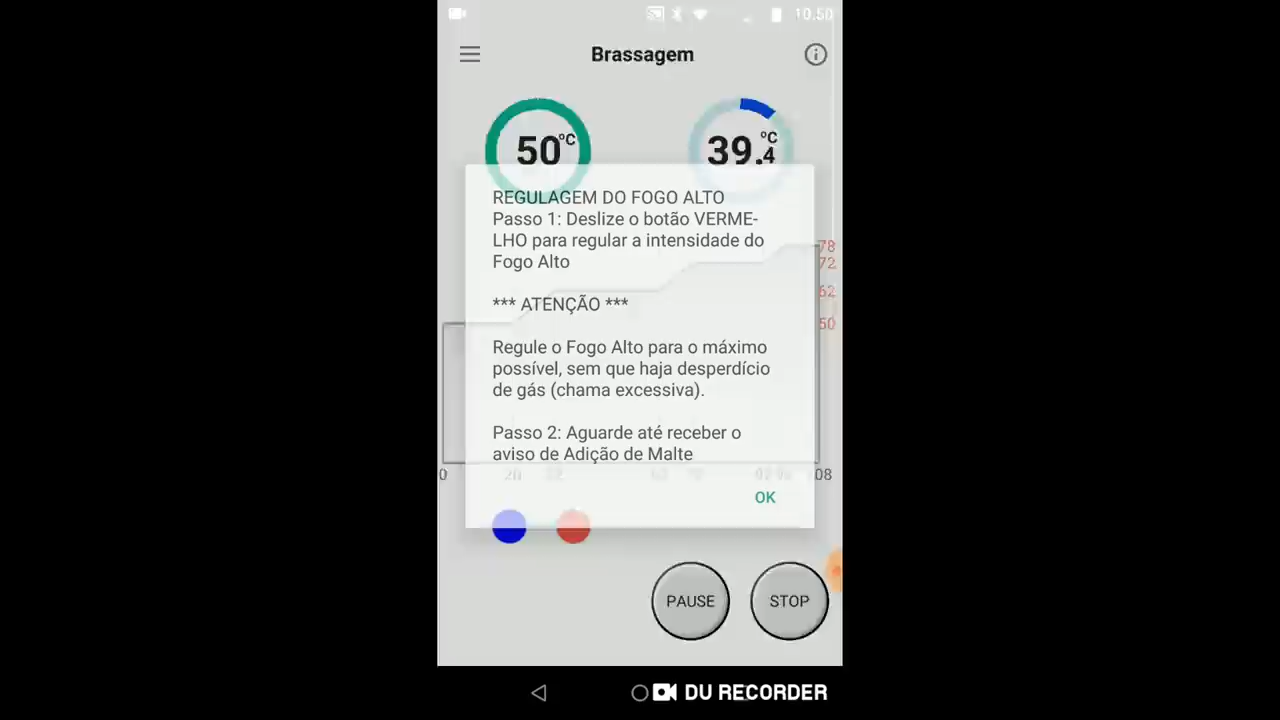 10.50
Brassagem
50°C
39.4°C
REGULAGEM DO FOGO ALTO
Passo 1: Deslize o botão VERME-
LHO para regular a intensidade do
Fogo Alto
*** ATENÇÃO ***
Regule o Fogo Alto para o máximo
possível, sem que haja desperdício
de gás (chama excessiva).
Passo 2: Aguarde até receber o
aviso de Adição de Malte
OK
78
72
62
50
0
20
08
PAUSE
STOP
DU RECORDER